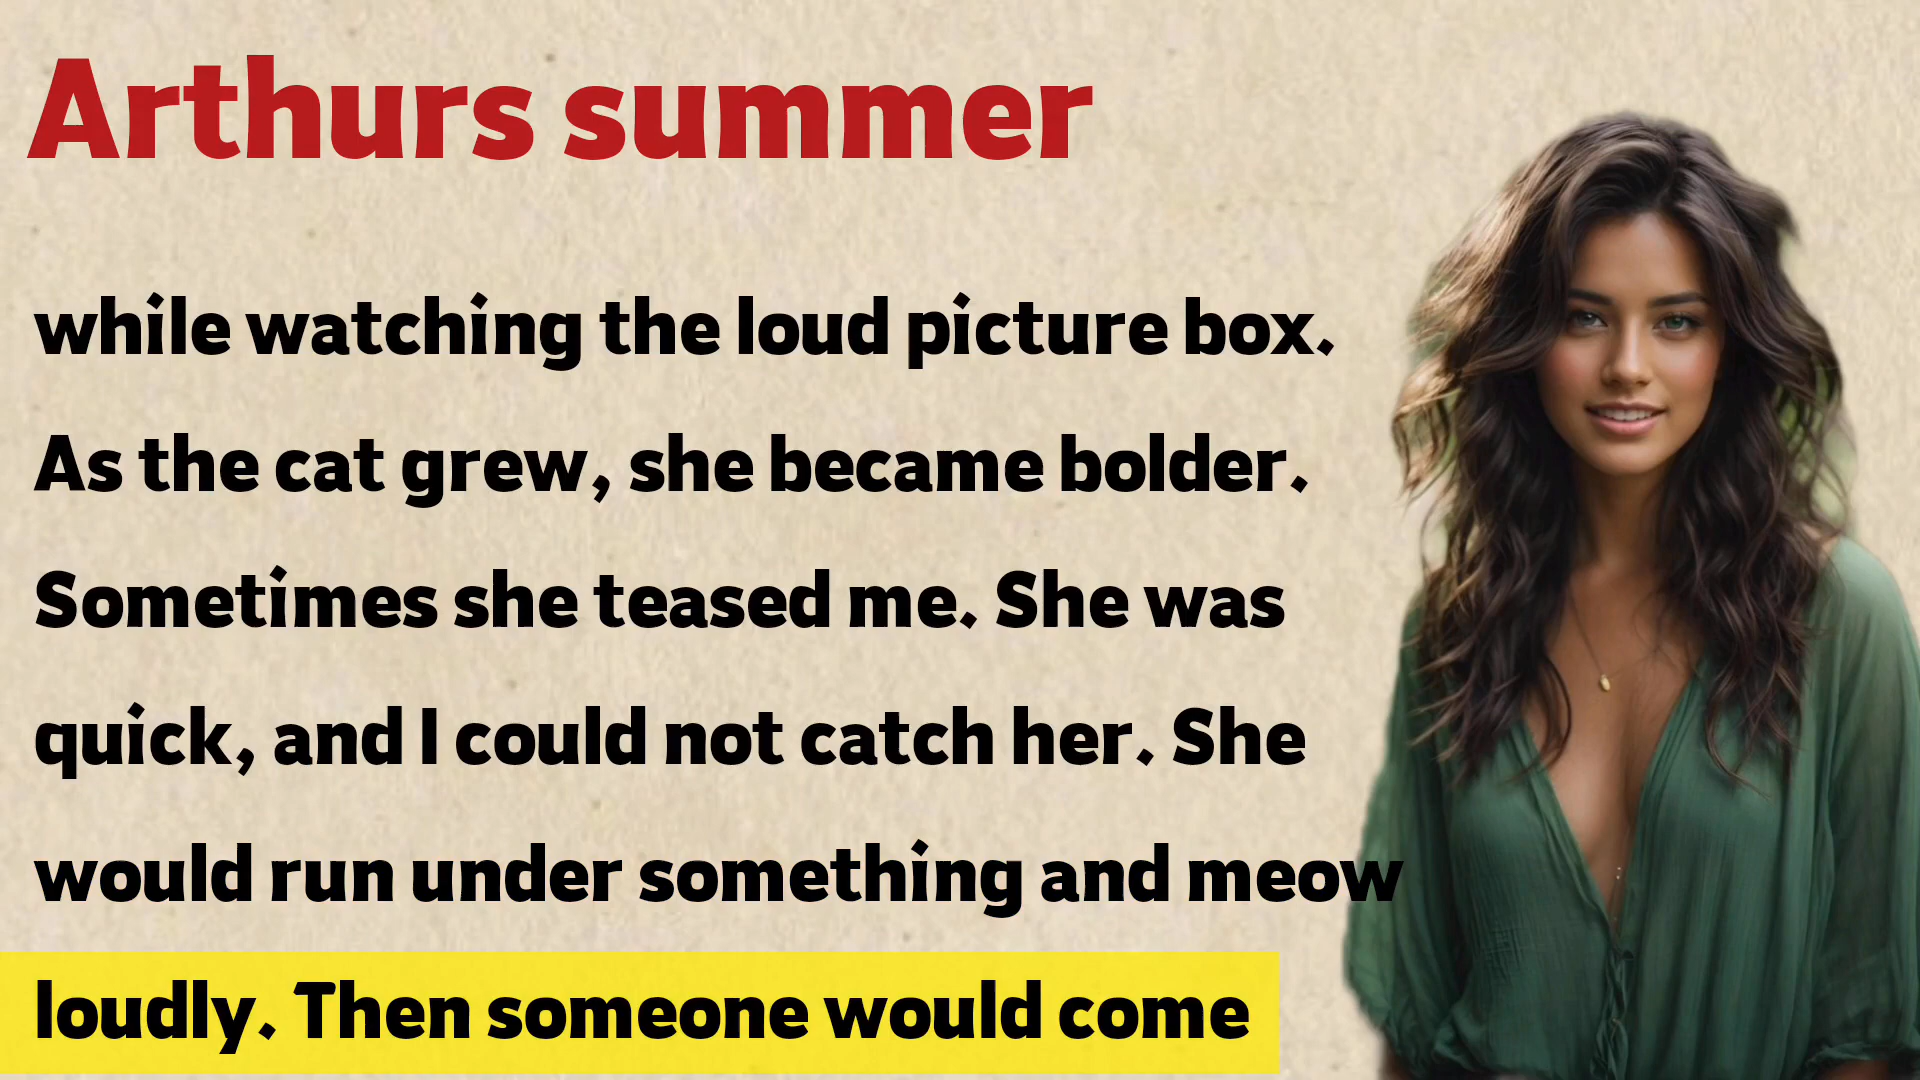 Arthurs summer
while watching the loud picture box.
As the cat grew, she became bolder.
Sometimes she teased me. She was
quick, and I could not catch her. She
would run under something and meow
loudly. Then someone would come